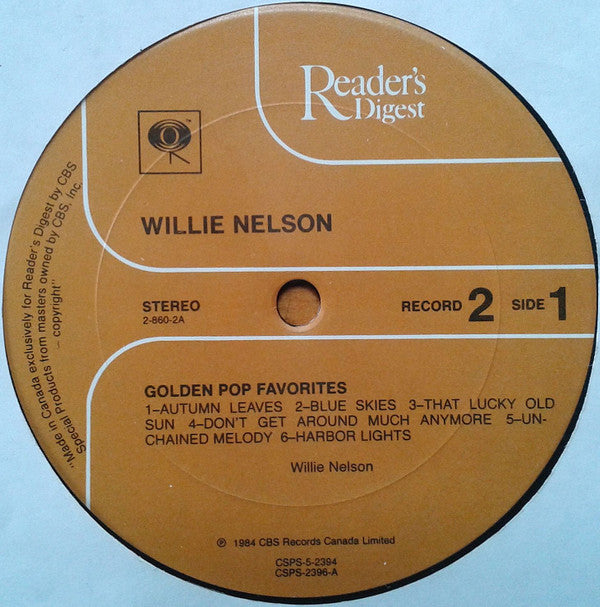 Reader's
Digest
TM
WILLIE NELSON
STEREO
2-860-2A
RECORD 2 SIDE 1
GOLDEN POP FAVORITES
1–AUTUMN LEAVES 2–BLUE SKIES 3–THAT LUCKY OLD
SUN 4–DON'T GET AROUND MUCH ANYMORE 5–UN-
CHAINED MELODY 6–HARBOR LIGHTS
Willie Nelson
℗ 1984 CBS Records Canada Limited
CSPS-5-2394
CSPS-2396-A
"Made in Canada exclusively for Reader's Digest by CBS
Special Products from masters owned by CBS, Inc.
– copyright"